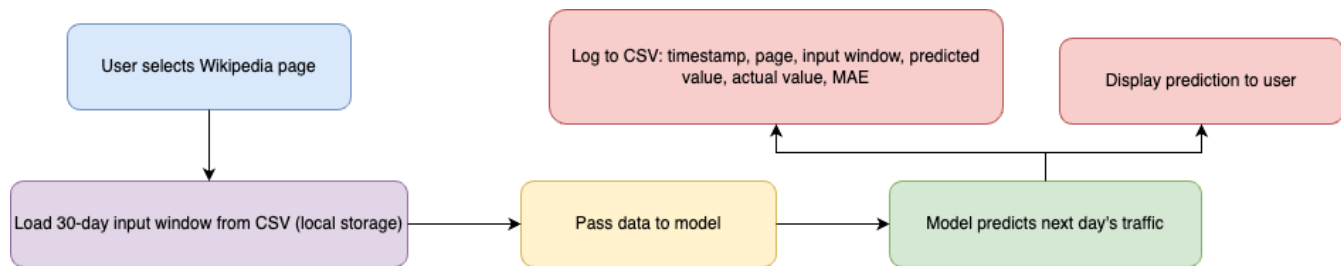 User selects Wikipedia page
Log to CSV: timestamp, page, input window, predicted
value, actual value, MAE
Display prediction to user
Load 30-day input window from CSV (local storage)
Pass data to model
Model predicts next day's traffic